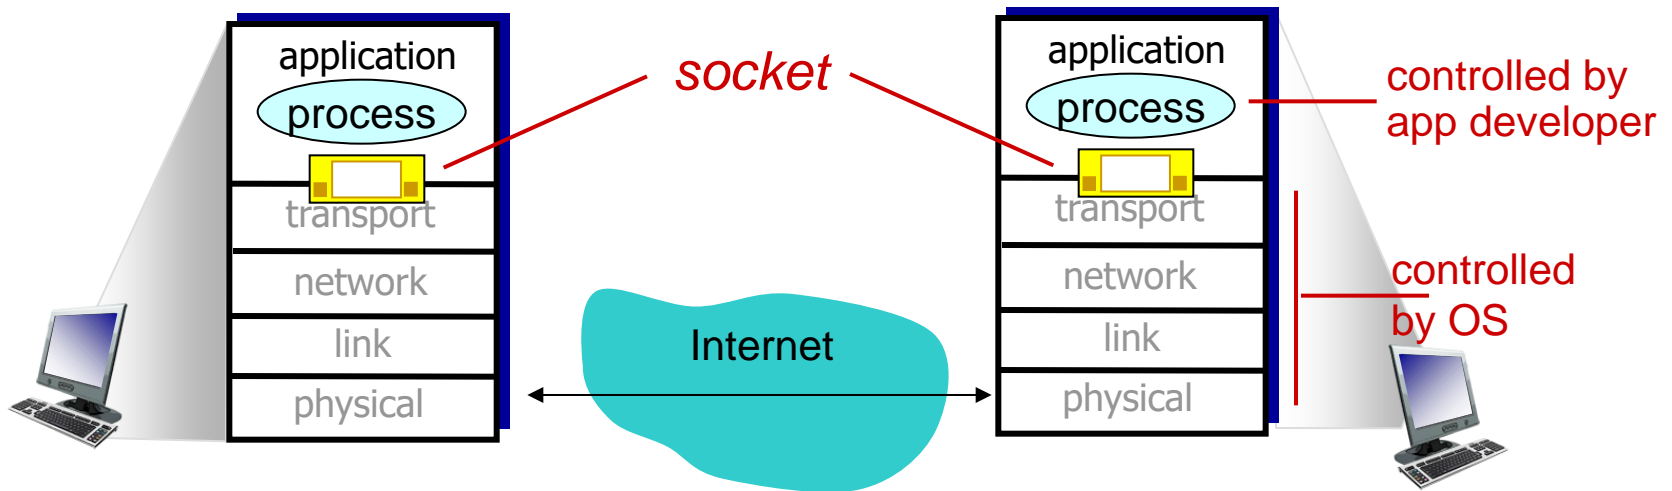 application
process
transport
network
link
physical
socket
Internet
application
process
transport
network
link
physical
controlled by
app developer
controlled
by OS